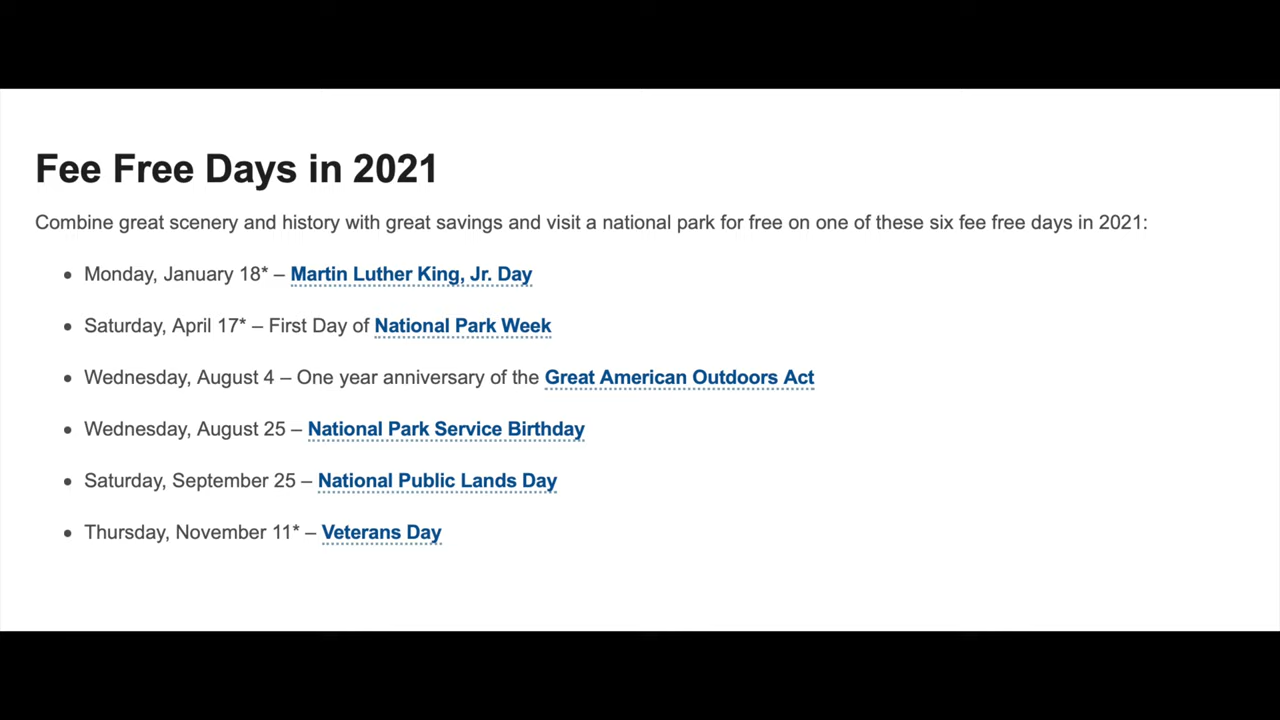 Fee Free Days in 2021
Combine great scenery and history with great savings and visit a national park for free on one of these six fee free days in 2021:
• Monday, January 18* – Martin Luther King, Jr. Day
• Saturday, April 17* – First Day of National Park Week
• Wednesday, August 4 – One year anniversary of the Great American Outdoors Act
• Wednesday, August 25 – National Park Service Birthday
• Saturday, September 25 – National Public Lands Day
• Thursday, November 11* – Veterans Day